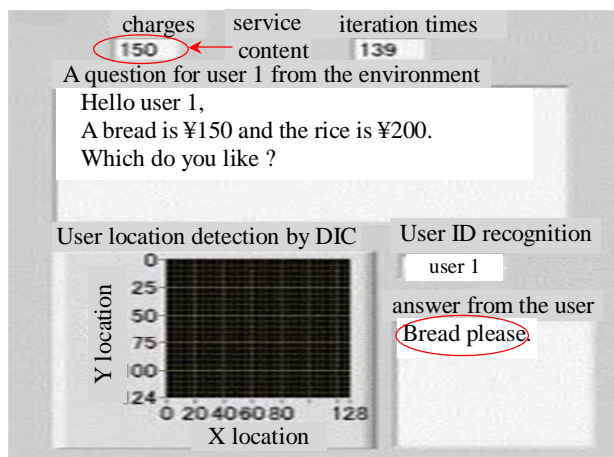 charges service iteration times
150 content 139
A question for user 1 from the environment
Hello user 1,
A bread is ¥150 and the rice is ¥200.
Which do you like ?
User location detection by DIC
User ID recognition
user 1
answer from the user
Bread please.
Y location
0
25
50
75
100
124
0 20 40 60 80 128
X location